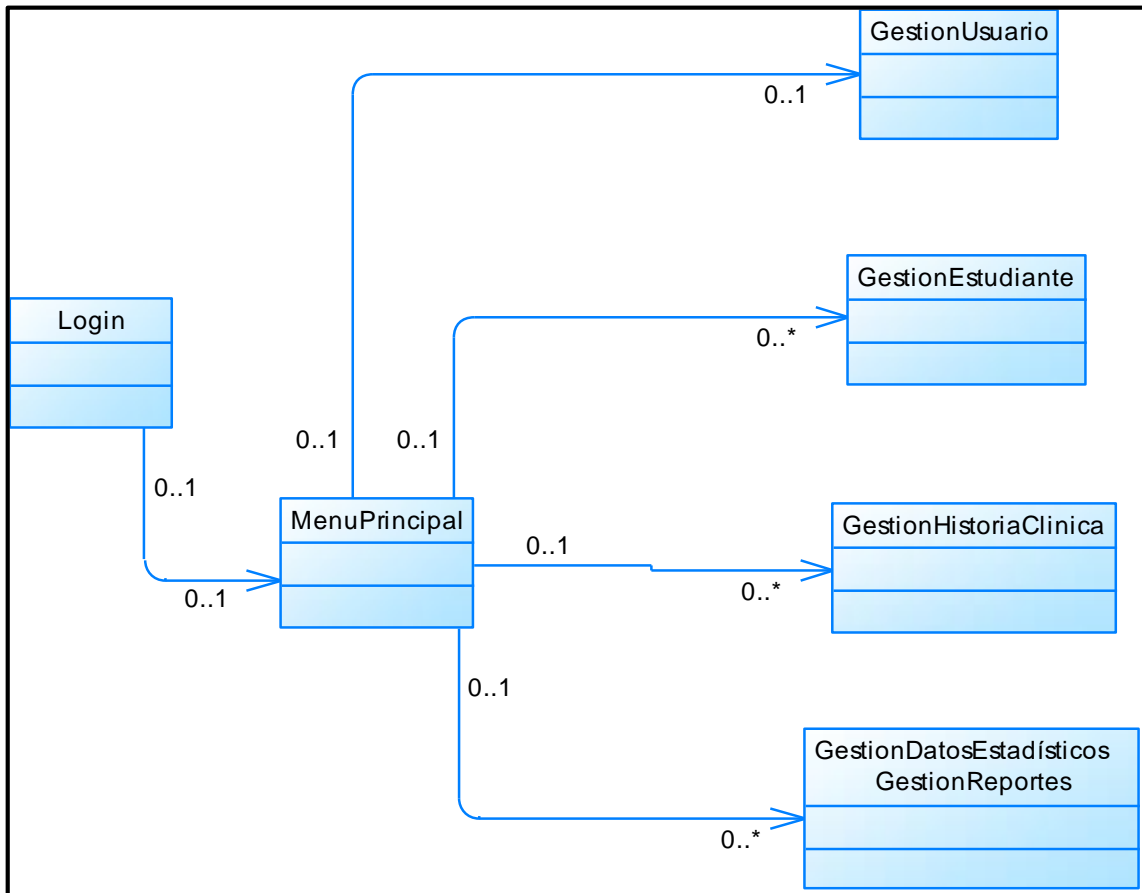 GestionUsuario
0..1
GestionEstudiante
Login
0..*
0..1
0..1
0..1
MenuPrincipal
GestionHistoriaClinica
0..1
0..1
0..*
0..1
GestionDatosEstadísticos
GestionReportes
0..*